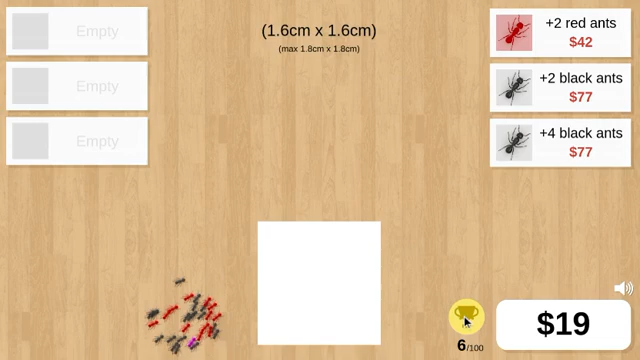 Empty
Empty
Empty
(1.6cm x 1.6cm)
(max 1.8cm x 1.8cm)
+2 red ants
$42
+2 black ants
$77
+4 black ants
$77
6/100
$19